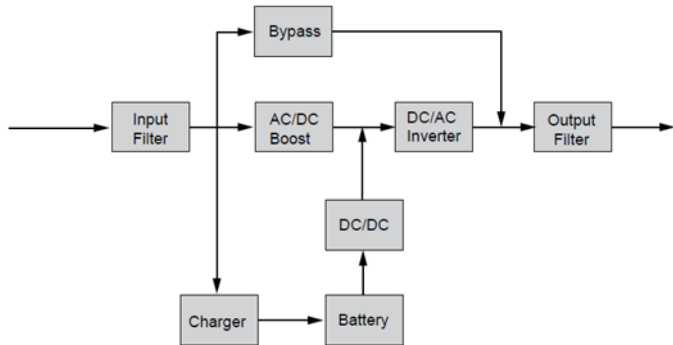 Bypass
Input
Filter
AC/DC
Boost
DC/AC
Inverter
Output
Filter
DC/DC
Charger
Battery